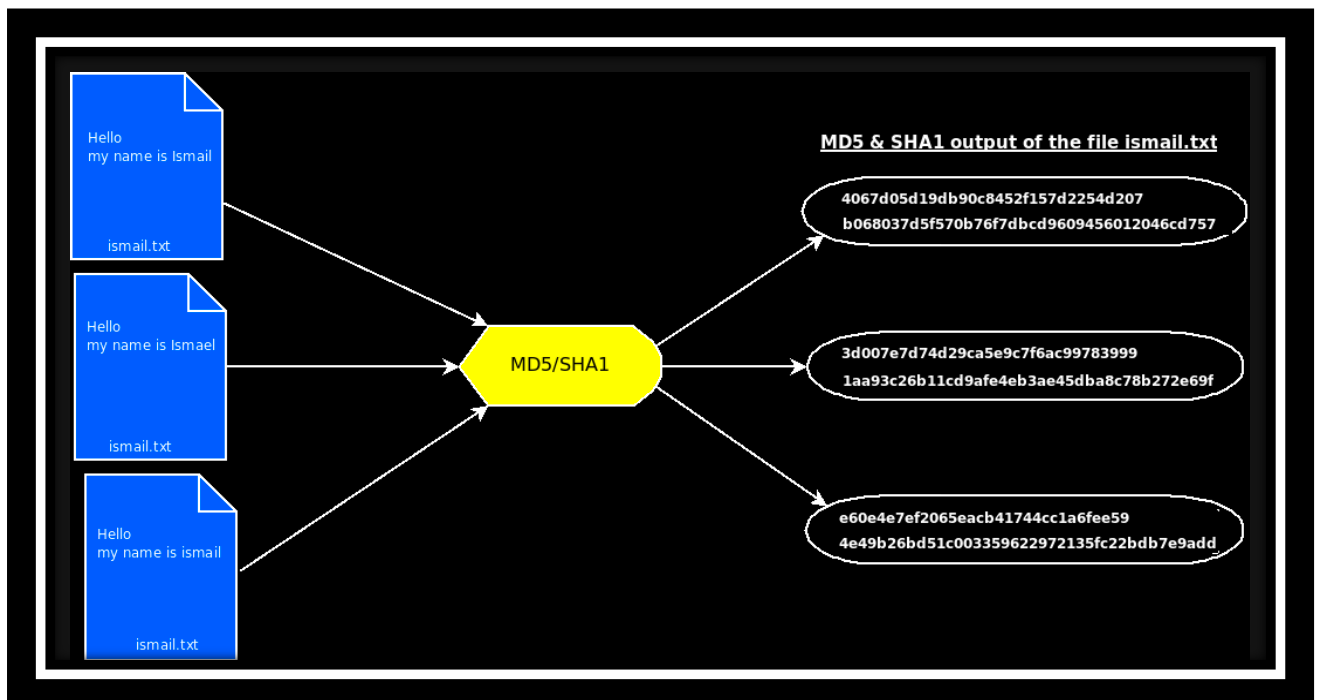 Hello
my name is Ismail
ismail.txt
Hello
my name is Ismael
ismail.txt
Hello
my name is ismail
ismail.txt
MD5/SHA1
MD5 & SHA1 output of the file ismail.txt
4067d05d19db90c8452f157d2254d207
b068037d5f570b76f7dbcd9609456012046cd757
3d007e7d74d29ca5e9c7f6ac99783999
1aa93c26b11cd9afe4eb3ae45dba8c78b272e69f
e60e4e7ef2065eacb41744cc1a6fee59
4e49b26bd51c003359622972135fc22bdb7e9add